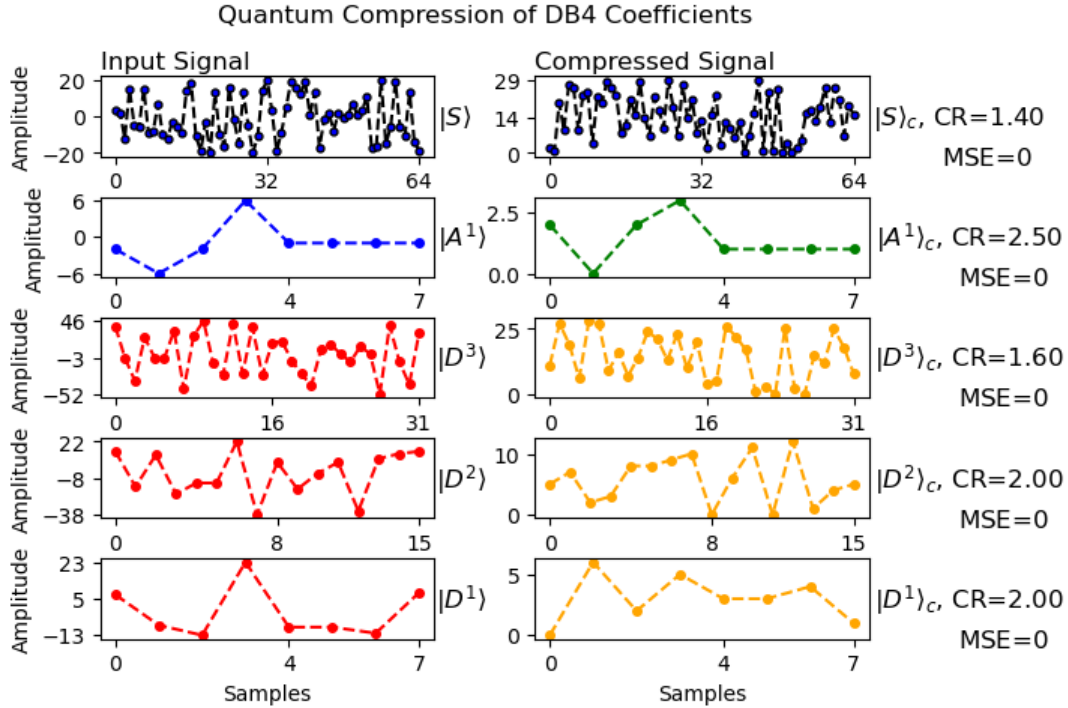 Quantum Compression of DB4 Coefficients
Input Signal
Compressed Signal
Amplitude
20
0
−20
0
32
64
|S⟩
29
14
0
0
32
64
|S⟩c, CR=1.40
MSE=0
Amplitude
6
0
−6
0
4
7
|A¹⟩
2.5
0.0
0
4
7
|A¹⟩c, CR=2.50
MSE=0
Amplitude
46
−3
−52
0
16
31
|D³⟩
25
0
0
16
31
|D³⟩c, CR=1.60
MSE=0
Amplitude
22
−8
−38
0
8
15
|D²⟩
10
0
0
8
15
|D²⟩c, CR=2.00
MSE=0
Amplitude
23
5
−13
0
4
7
|D¹⟩
5
0
0
4
7
|D¹⟩c, CR=2.00
MSE=0
Samples
Samples